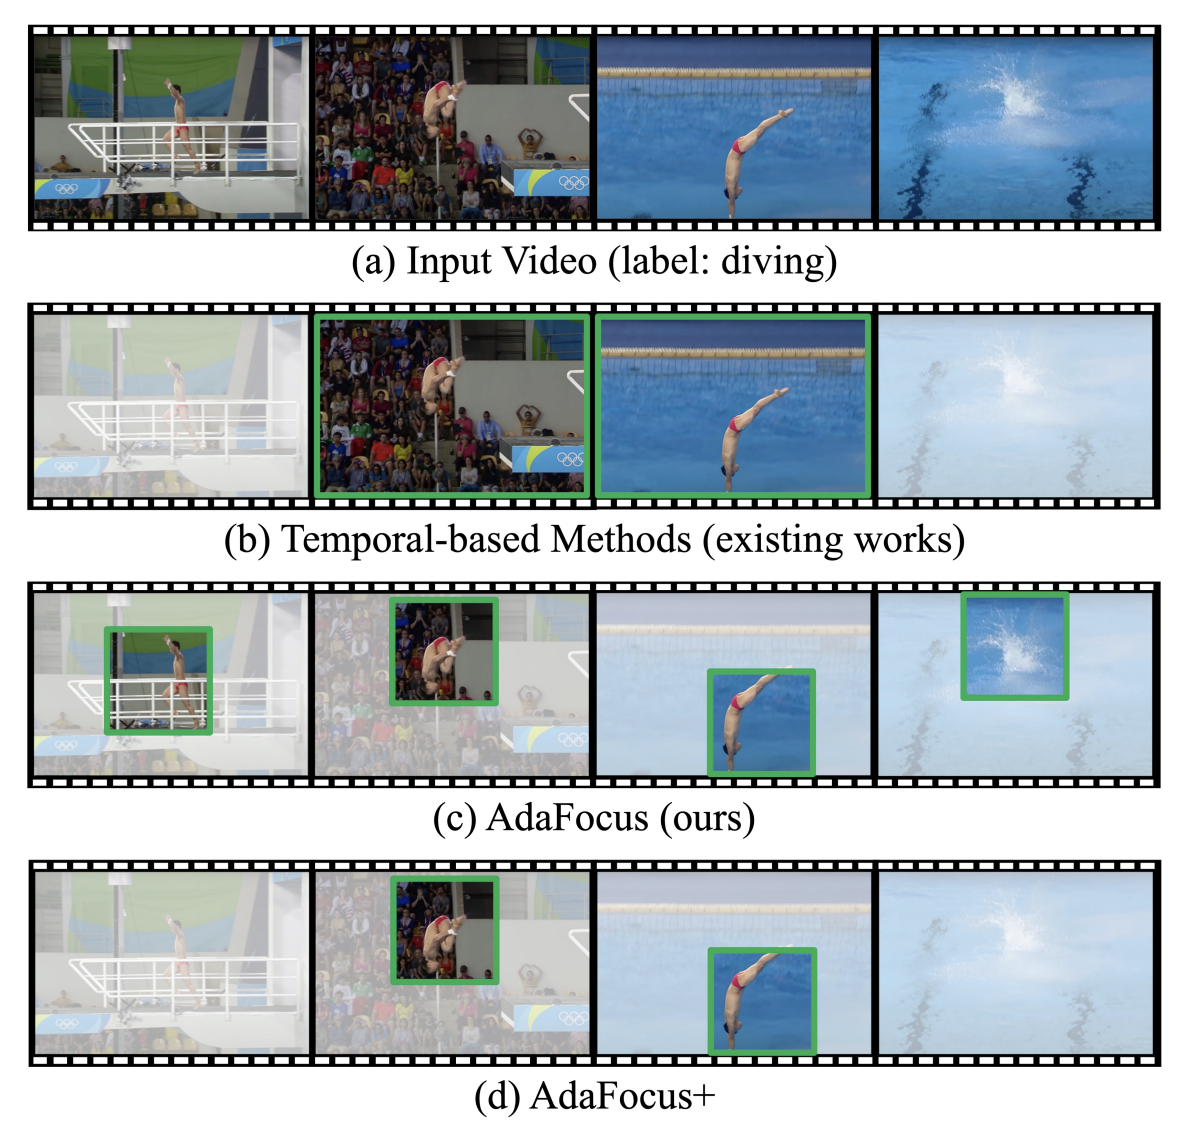 (a) Input Video (label: diving)
(b) Temporal-based Methods (existing works)
(c) AdaFocus (ours)
(d) AdaFocus+